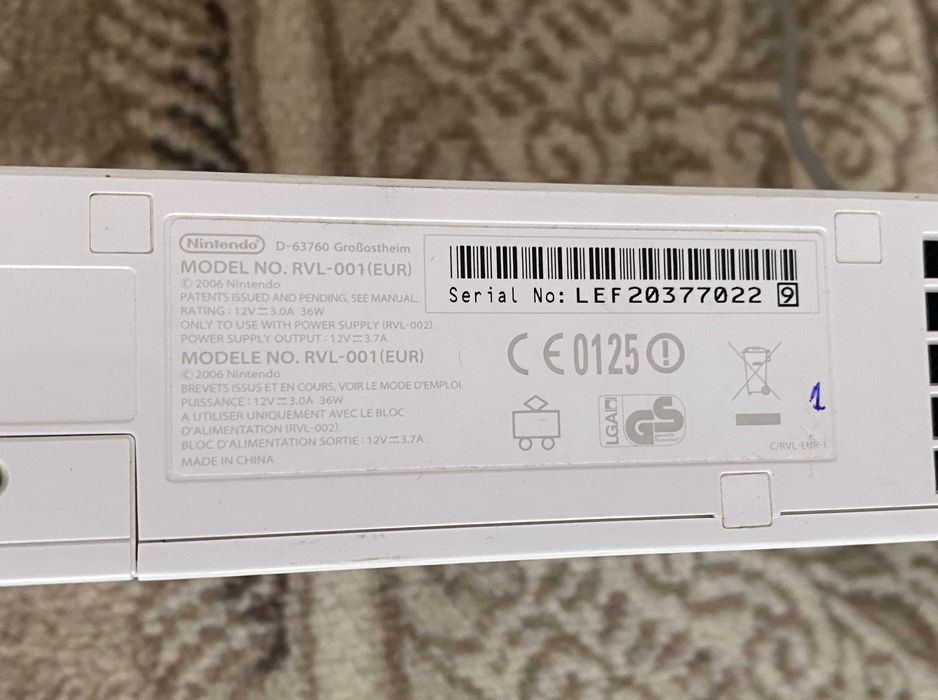 Nintendo D-63760 Großostheim
MODEL NO. RVL-001(EUR)
© 2006 Nintendo
PATENTS ISSUED AND PENDING, SEE MANUAL.
RATING : 12V⎓3.0A 36W
ONLY TO USE WITH POWER SUPPLY (RVL-002).
POWER SUPPLY OUTPUT : 12V⎓3.7A
MODELE NO. RVL-001(EUR)
© 2006 Nintendo
BREVETS ISSUS ET EN COURS, VOIR LE MODE D'EMPLOI.
PUISSANCE : 12V⎓3.0A 36W
A UTILISER UNIQUEMENT AVEC LE BLOC
D'ALIMENTATION (RVL-002).
BLOC D'ALIMENTATION SORTIE : 12V⎓3.7A
MADE IN CHINA
Serial No: LEF20377022 9
CE0125
LGA
GS
1
C/RVL-ENR-1